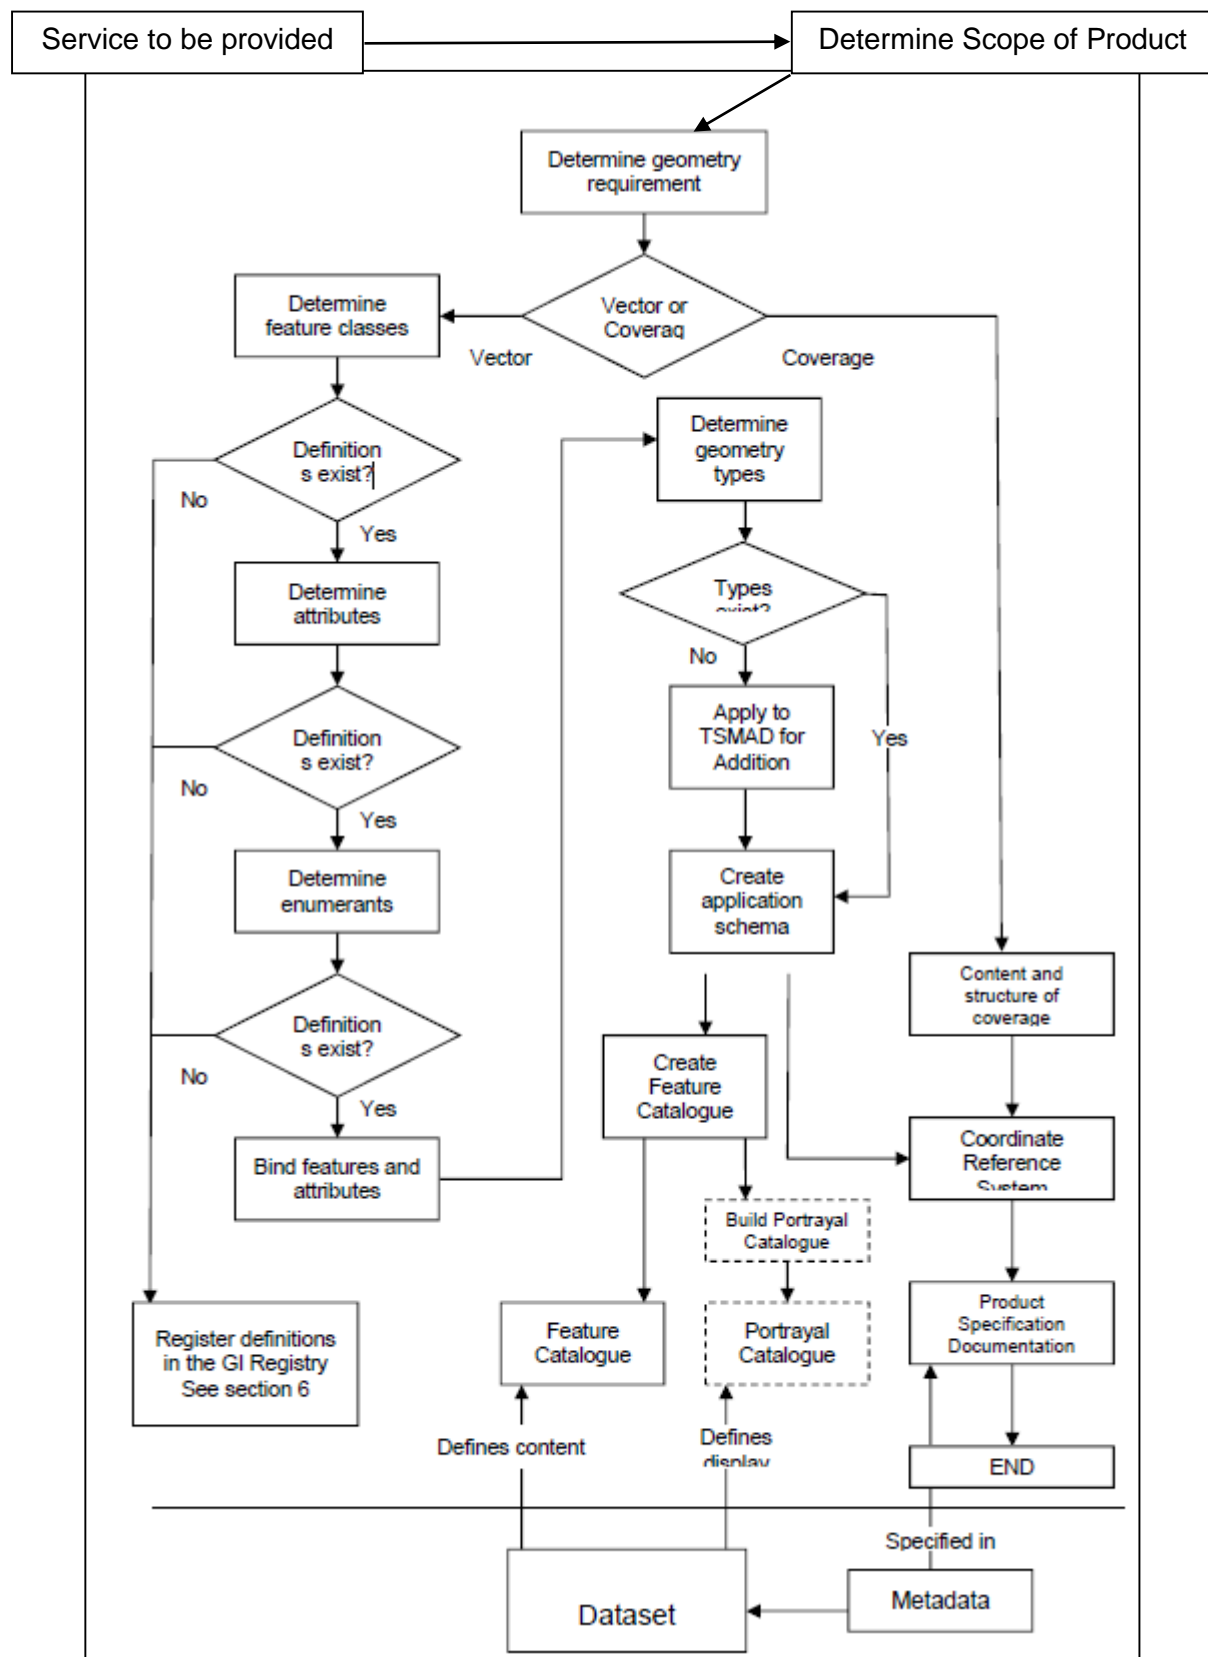 Service to be provided
Determine Scope of Product
Determine geometry
requirement
Vector or
Coverag
Vector
Coverage
Determine
feature classes
Definition
s exist?
No
Yes
Determine
attributes
Definition
s exist?
No
Yes
Determine
enumerants
Definition
s exist?
No
Yes
Bind features and
attributes
Register definitions
in the GI Registry
See section 6
Determine
geometry
types
Types
exist?
No
Yes
Apply to
TSMAD for
Addition
Create
application
schema
Create
Feature
Catalogue
Build Portrayal
Catalogue
Feature
Catalogue
Portrayal
Catalogue
Content and
structure of
coverage
Coordinate
Reference
System
Product
Specification
Documentation
END
Defines content
Defines
display
Specified in
Dataset
Metadata